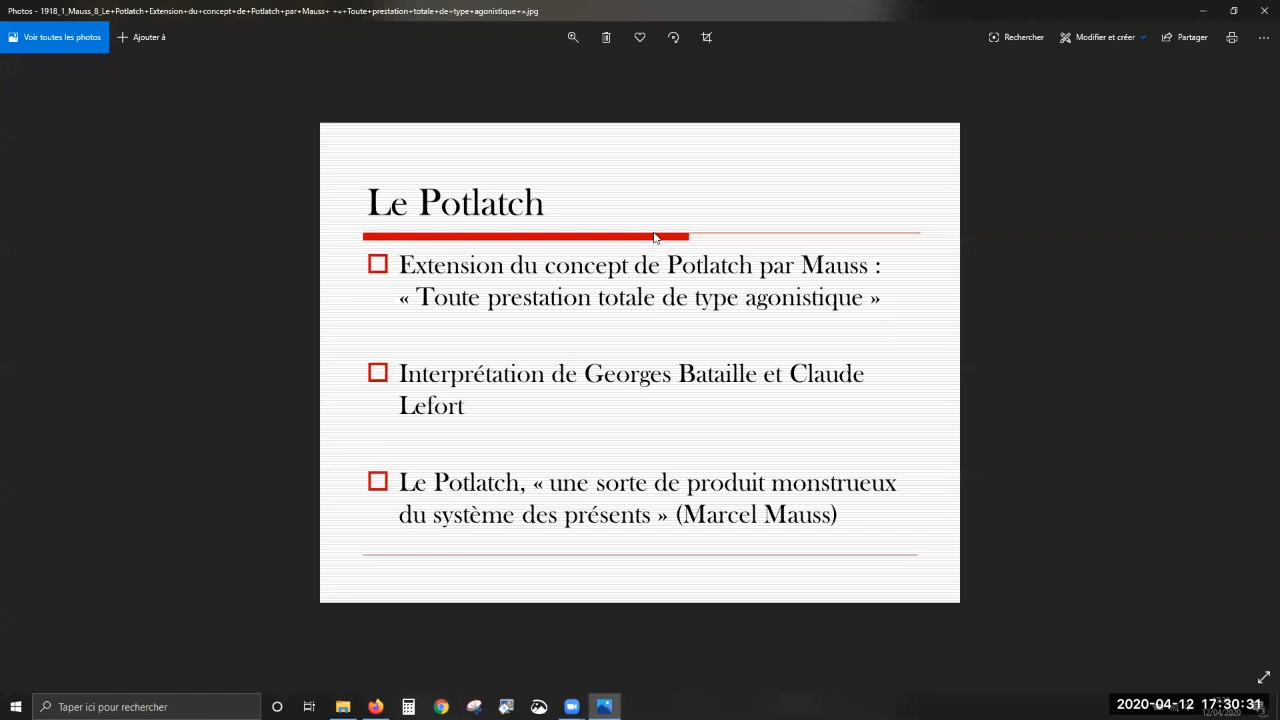 Photos - 1918_1_Mauss_8_Le+Potlatch+Extension+du+concept+de+Potlatch+par+Mauss+ +«+Toute+prestation+totale+de+type+agonistique+».jpg
Voir toutes les photos
Ajouter à
Rechercher
Modifier et créer
Partager
Le Potlatch
Extension du concept de Potlatch par Mauss :
« Toute prestation totale de type agonistique »
Interprétation de Georges Bataille et Claude
Lefort
Le Potlatch, « une sorte de produit monstrueux
du système des présents » (Marcel Mauss)
Taper ici pour rechercher
2020-04-12 17:30:31
12/04/2020